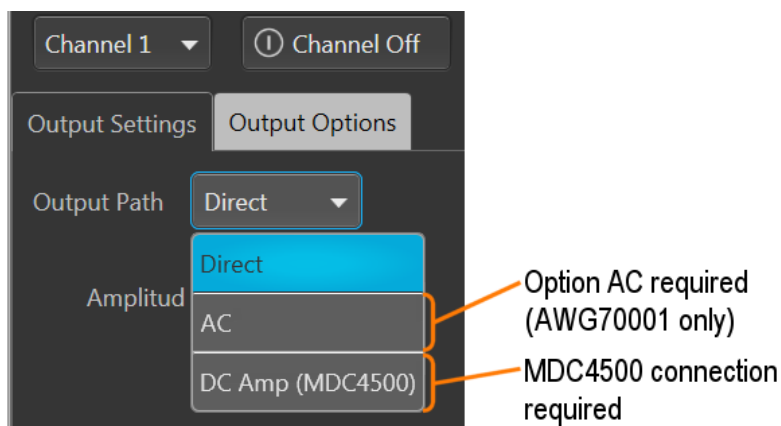 Channel 1
Channel Off
Output Settings
Output Options
Output Path
Direct
Direct
Amplitud
AC
DC Amp (MDC4500)
Option AC required
(AWG70001 only)
MDC4500 connection
required